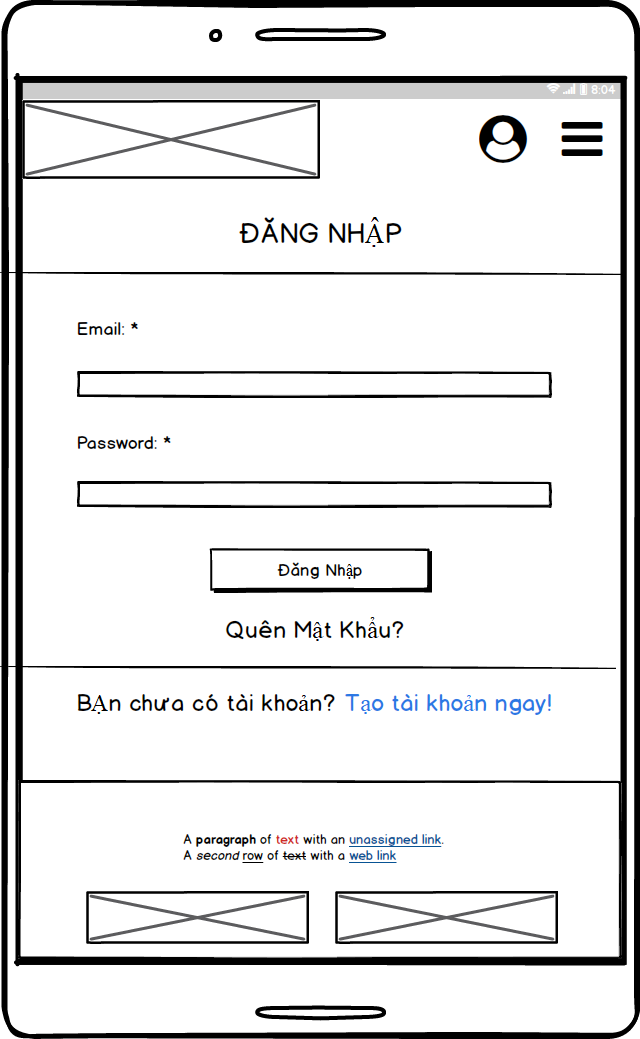 8:04
ĐĂNG NHẬP
Email: *
Password: *
Đăng Nhập
Quên Mật Khẩu?
BẠn chưa có tài khoản? Tạo tài khoản ngay!
A paragraph of text with an unassigned link.
A second row of text with a web link